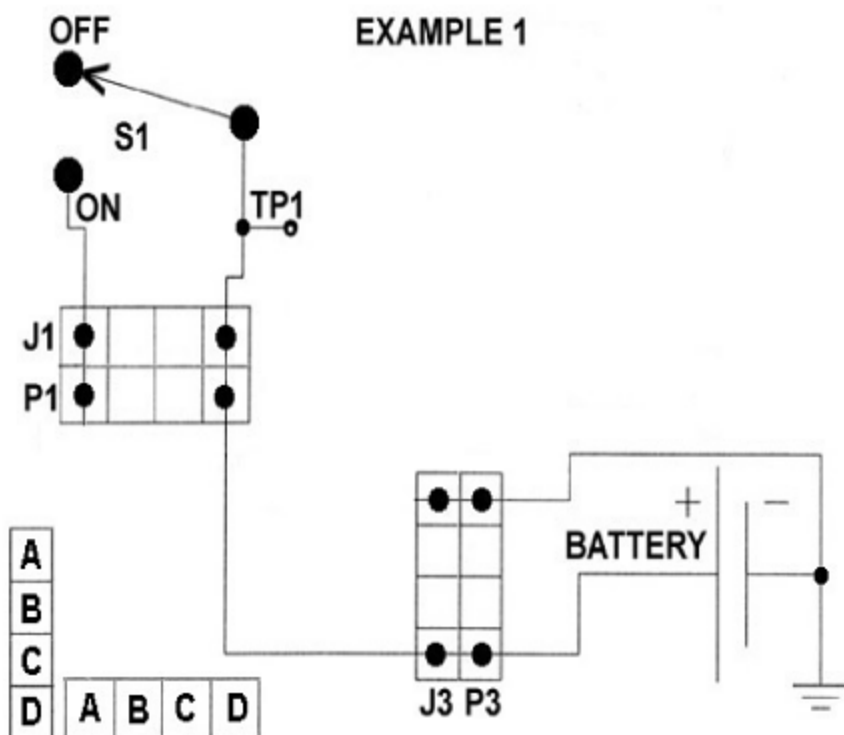 OFF
EXAMPLE 1
S1
ON
TP1
J1
P1
+ −
BATTERY
A
B
C
D
A B C D
J3 P3